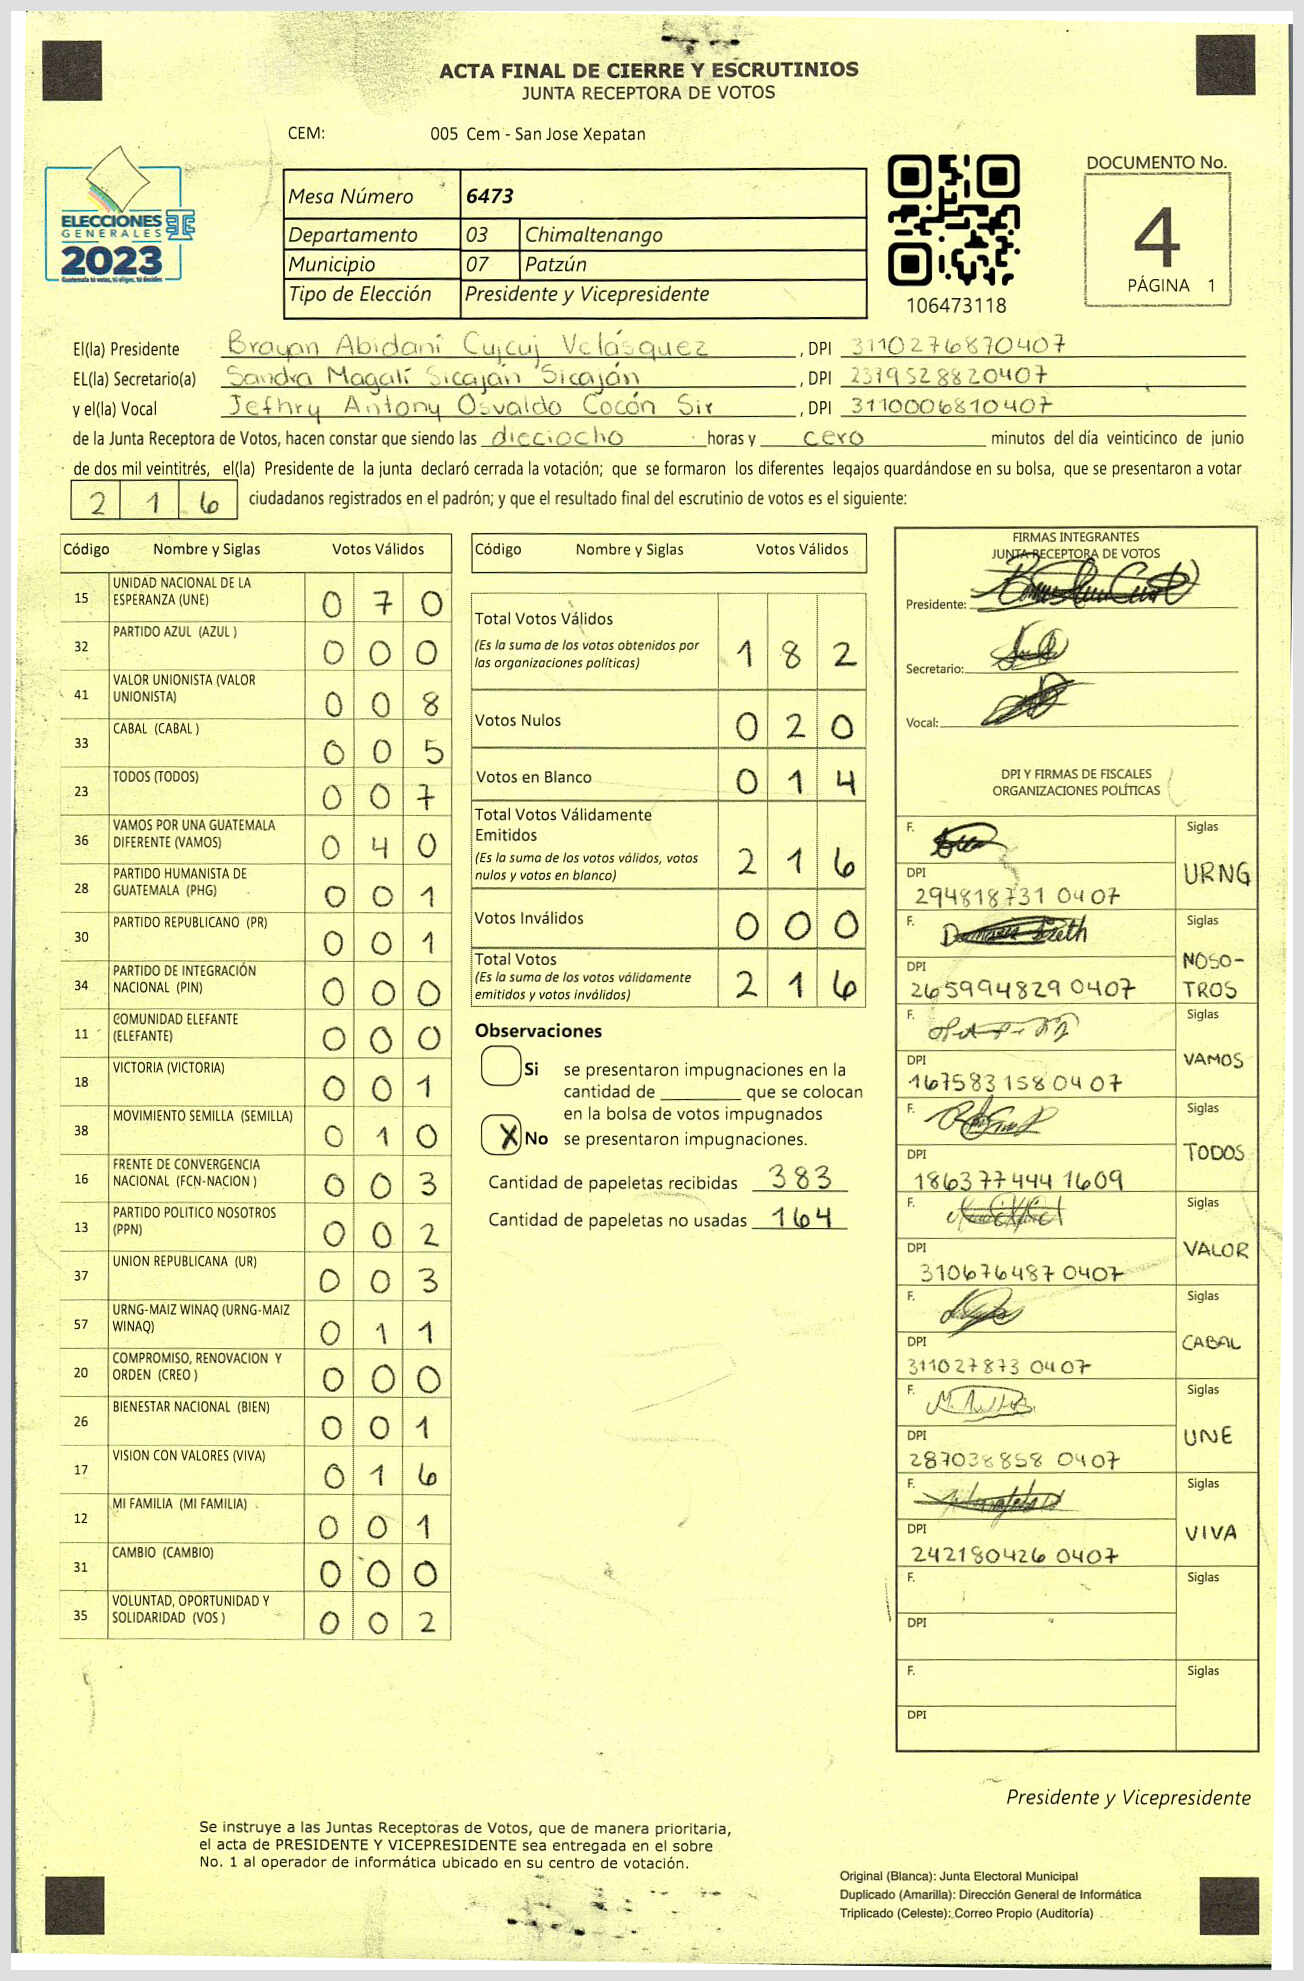 ACTA FINAL DE CIERRE Y ESCRUTINIOS
JUNTA RECEPTORA DE VOTOS
CEM: 005 Cem - San Jose Xepatan
ELECCIONES
GENERALES
2023
Mesa Número 6473
Departamento 03 Chimaltenango
Municipio 07 Patzún
Tipo de Elección Presidente y Vicepresidente
106473118
DOCUMENTO No.
4
PÁGINA 1
El(la) Presidente Brayan Abidaní Cujcuj Velásquez, DPI 3110276870407
EL(la) Secretario(a) Sandra Magalí Sicaján Sicaján, DPI 2379528820407
y el(la) Vocal Jefhry Antony Osvaldo Cocón Sir, DPI 3110006810407
de la Junta Receptora de Votos, hacen constar que siendo las dieciocho horas y cero minutos del día veinticinco de junio
de dos mil veintitrés, el(la) Presidente de la junta declaró cerrada la votación; que se formaron los diferentes legajos quardándose en su bolsa, que se presentaron a votar
216 ciudadanos registrados en el padrón; y que el resultado final del escrutinio de votos es el siguiente:
Código Nombre y Siglas Votos Válidos
15 UNIDAD NACIONAL DE LA
ESPERANZA (UNE) 0 7 0
32 PARTIDO AZUL (AZUL ) 0 0 0
41 VALOR UNIONISTA (VALOR
UNIONISTA) 0 0 8
33 CABAL (CABAL ) 0 0 5
23 TODOS (TODOS) 0 0 7
36 VAMOS POR UNA GUATEMALA
DIFERENTE (VAMOS) 0 4 0
28 PARTIDO HUMANISTA DE
GUATEMALA (PHG) 0 0 1
30 PARTIDO REPUBLICANO (PR) 0 0 1
34 PARTIDO DE INTEGRACIÓN
NACIONAL (PIN) 0 0 0
11 COMUNIDAD ELEFANTE
(ELEFANTE) 0 0 0
18 VICTORIA (VICTORIA) 0 0 1
38 MOVIMIENTO SEMILLA (SEMILLA) 0 1 0
16 FRENTE DE CONVERGENCIA
NACIONAL (FCN-NACION ) 0 0 3
13 PARTIDO POLITICO NOSOTROS
(PPN) 0 0 2
37 UNION REPUBLICANA (UR) 0 0 3
57 URNG-MAIZ WINAQ (URNG-MAIZ
WINAQ) 0 1 1
20 COMPROMISO, RENOVACION Y
ORDEN (CREO ) 0 0 0
26 BIENESTAR NACIONAL (BIEN) 0 0 1
17 VISION CON VALORES (VIVA) 0 1 6
12 MI FAMILIA (MI FAMILIA) 0 0 1
31 CAMBIO (CAMBIO) 0 0 0
35 VOLUNTAD, OPORTUNIDAD Y
SOLIDARIDAD (VOS ) 0 0 2
Código Nombre y Siglas Votos Válidos
Total Votos Válidos
(Es la suma de los votos obtenidos por
las organizaciones políticas) 1 8 2
Votos Nulos 0 2 0
Votos en Blanco 0 1 4
Total Votos Válidamente
Emitidos
(Es la suma de los votos válidos, votos
nulos y votos en blanco) 2 1 6
Votos Inválidos 0 0 0
Total Votos
(Es la suma de los votos válidamente
emitidos y votos inválidos) 2 1 6
Observaciones
Si se presentaron impugnaciones en la
cantidad de ________ que se colocan
en la bolsa de votos impugnados
X No se presentaron impugnaciones.
Cantidad de papeletas recibidas 383
Cantidad de papeletas no usadas 164
FIRMAS INTEGRANTES
JUNTA RECEPTORA DE VOTOS
Presidente:
Secretario:
Vocal:
DPI Y FIRMAS DE FISCALES
ORGANIZACIONES POLÍTICAS
F. Siglas
DPI URNG
294818731 0407
F. Siglas
DPI NOSO-
265994829 0407 TROS
F. Siglas
DPI VAMOS
167583158 0407
F. Siglas
DPI TODOS
186377444 1609
F. Siglas
DPI VALOR
310676487 0407
F. Siglas
DPI CABAL
311027873 0407
F. Siglas
DPI UNE
287038858 0407
F. Siglas
DPI VIVA
242180426 0407
F. Siglas
DPI
F. Siglas
DPI
Presidente y Vicepresidente
Se instruye a las Juntas Receptoras de Votos, que de manera prioritaria,
el acta de PRESIDENTE Y VICEPRESIDENTE sea entregada en el sobre
No. 1 al operador de informática ubicado en su centro de votación.
Original (Blanca): Junta Electoral Municipal
Duplicado (Amarilla): Dirección General de Informática
Triplicado (Celeste): Correo Propio (Auditoría)